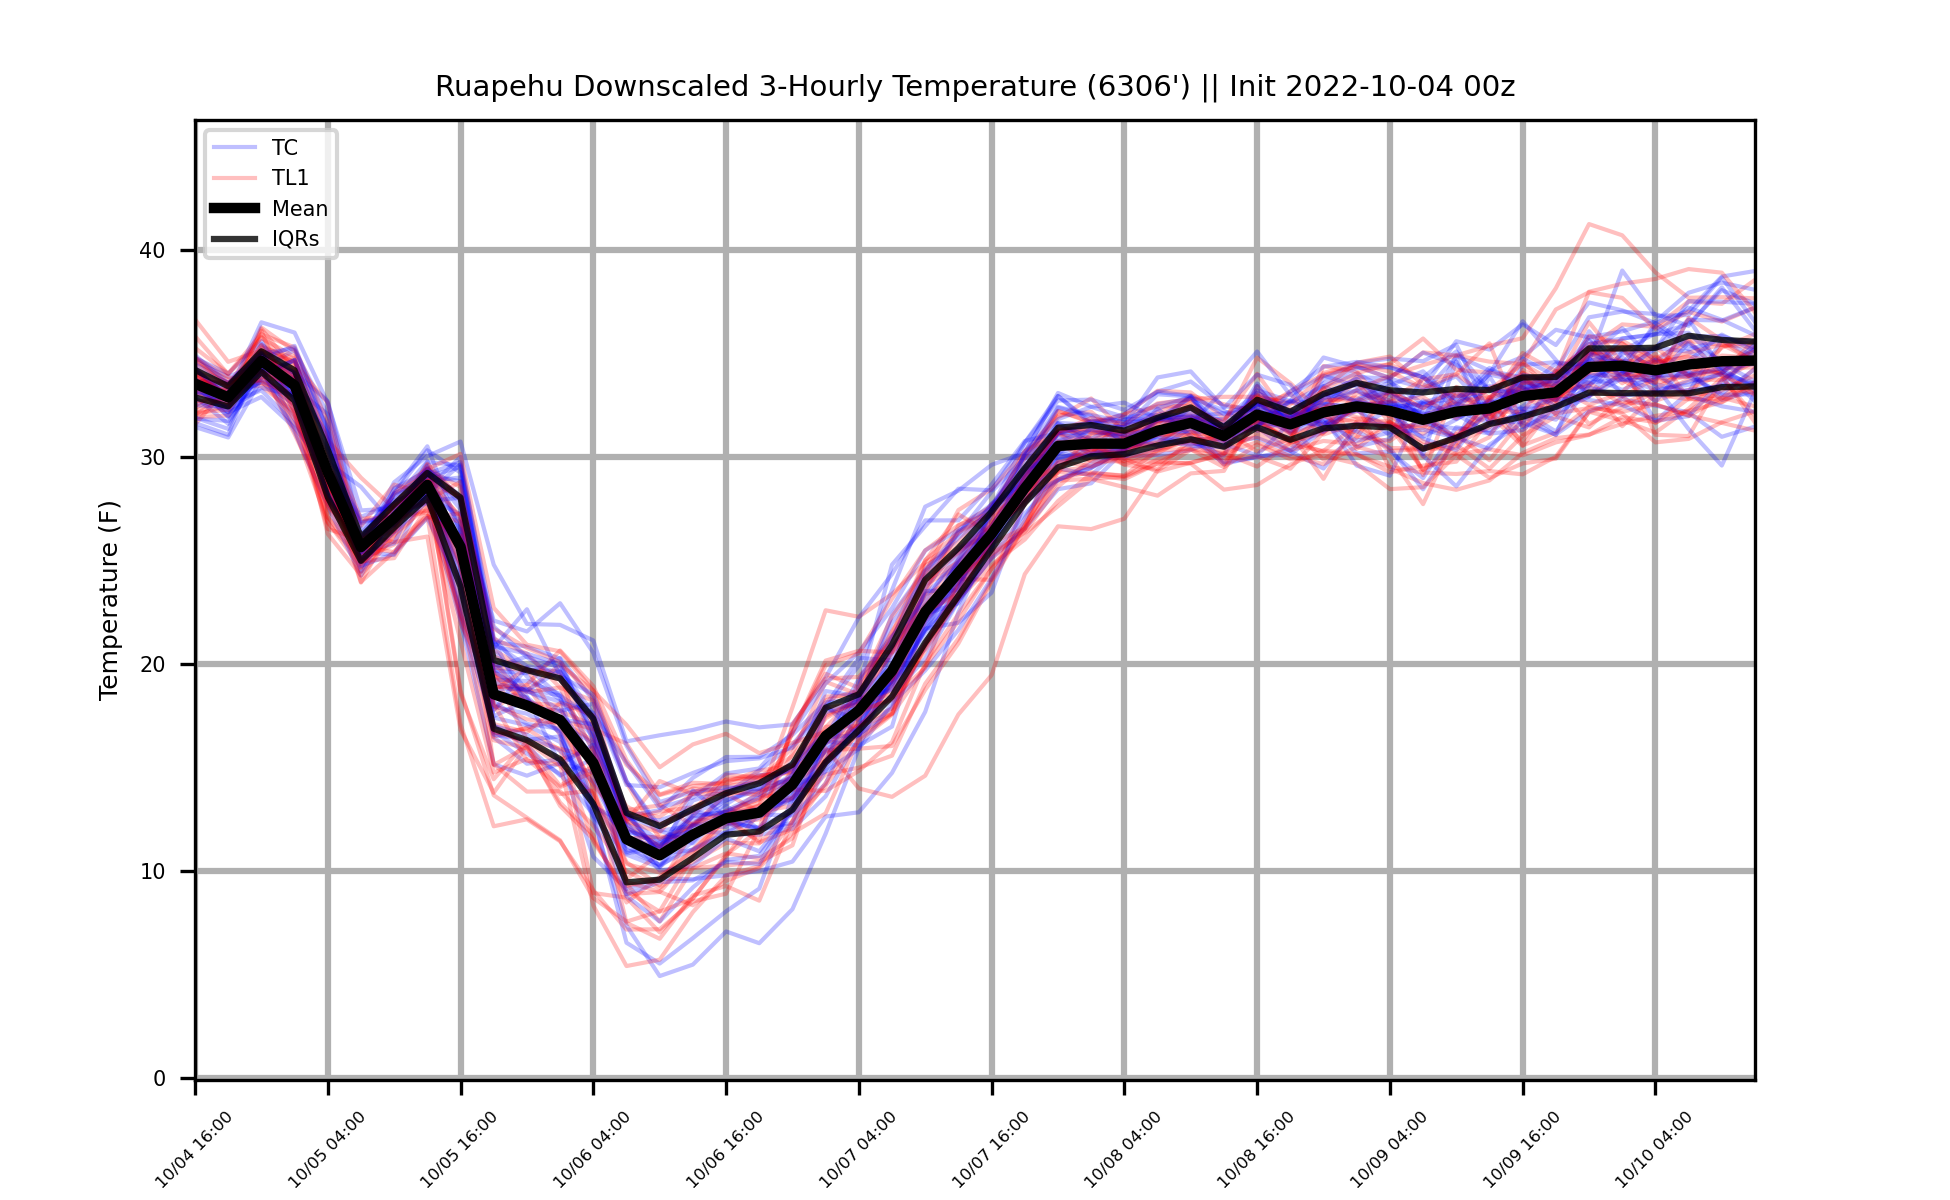 Ruapehu Downscaled 3-Hourly Temperature (6306') || Init 2022-10-04 00z
TC
TL1
Mean
IQRs
Temperature (F)
40
30
20
10
0
10/04 16:00
10/05 04:00
10/05 16:00
10/06 04:00
10/06 16:00
10/07 04:00
10/07 16:00
10/08 04:00
10/08 16:00
10/09 04:00
10/09 16:00
10/10 04:00